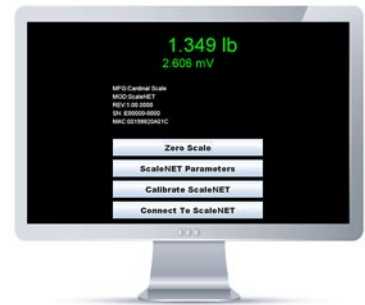 1.349 lb
2.606 mV
MFG:Cardinal Scale
MOD:ScaleNET
REV:1.00.0000
SN :E00000-0000
MAC:00198820A01C
Zero Scale
ScaleNET Parameters
Calibrate ScaleNET
Connect To ScaleNET